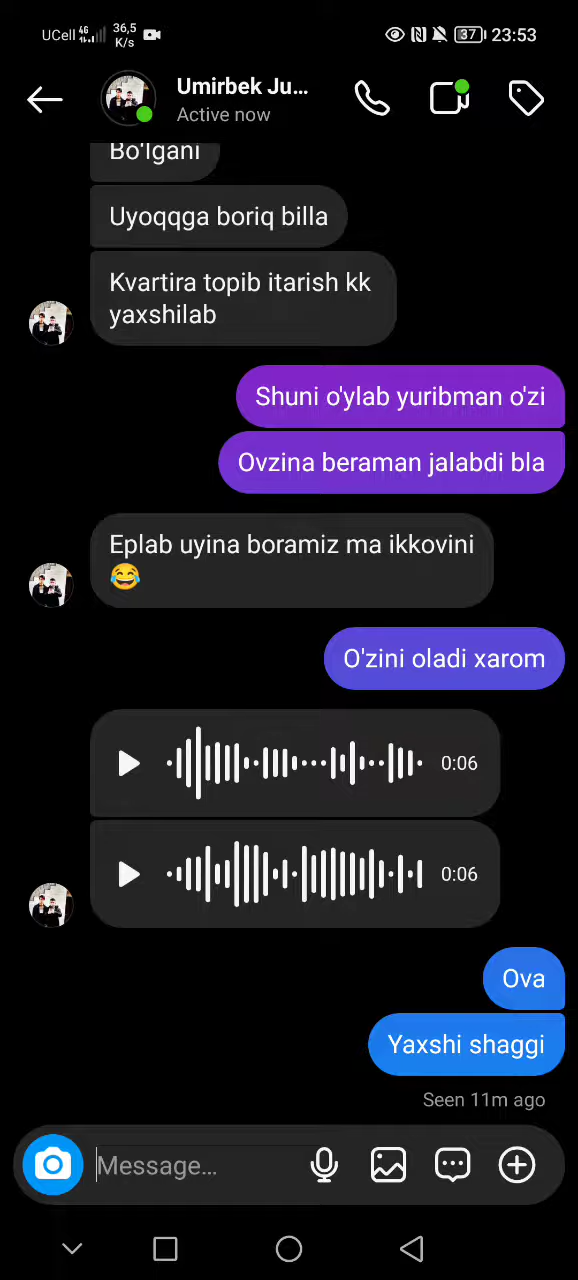 UCell 4G 36,5 K/s 37 23:53
Umirbek Ju...
Active now
Bo'lgani
Uyoqqga boriq billa
Kvartira topib itarish kk
yaxshilab
Shuni o'ylab yuribman o'zi
Ovzina beraman jalabdi bla
Eplab uyina boramiz ma ikkovini
😂
O'zini oladi xarom
0:06
0:06
Ova
Yaxshi shaggi
Seen 11m ago
Message...